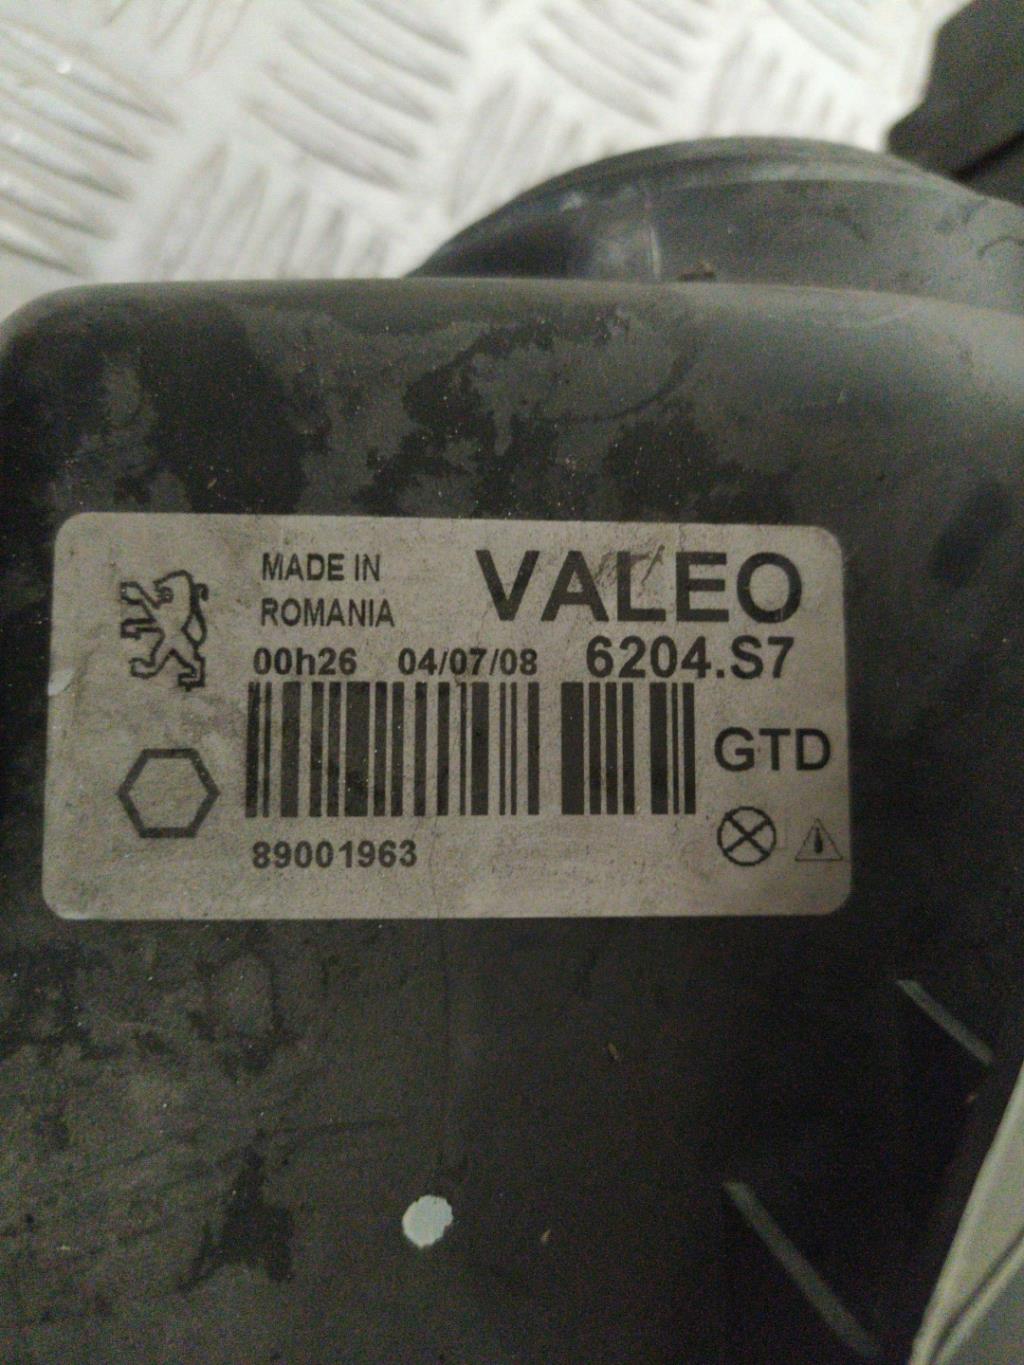 MADE IN
ROMANIA
VALEO
00h26 04/07/08 6204.S7
GTD
89001963